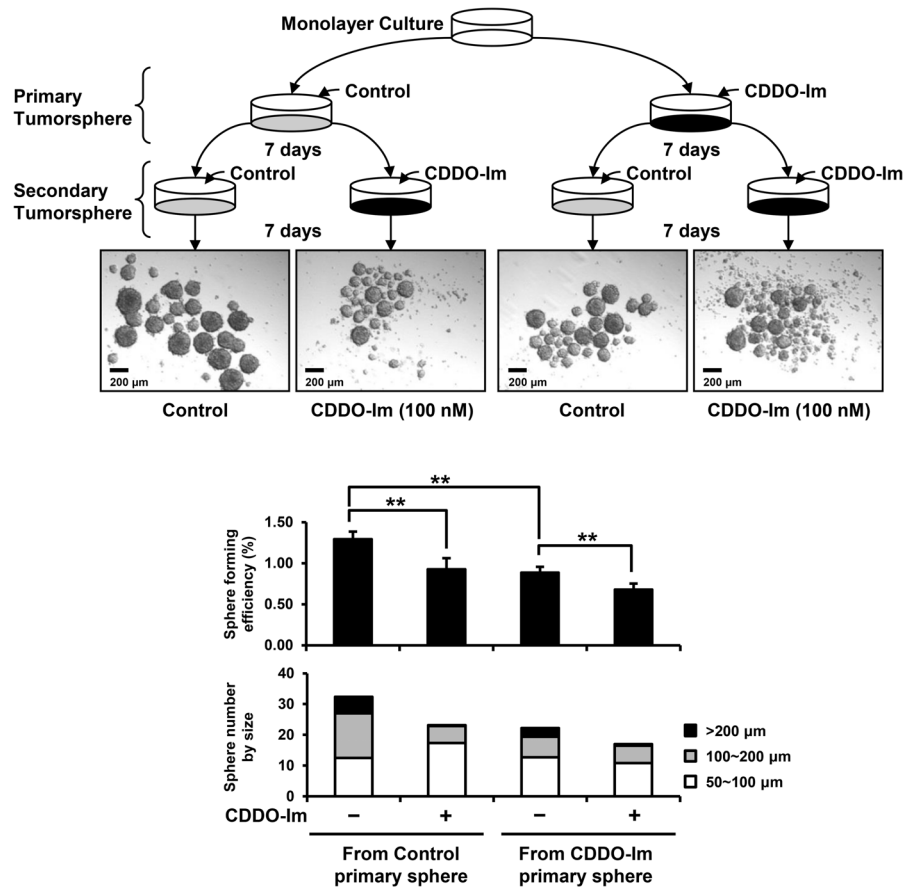 Monolayer Culture
Control
CDDO-Im
Primary
Tumorsphere
7 days
7 days
Control
CDDO-Im
Control
CDDO-Im
Secondary
Tumorsphere
7 days
7 days
200 µm
200 µm
200 µm
200 µm
Control
CDDO-Im (100 nM)
Control
CDDO-Im (100 nM)
**
**
**
Sphere forming
efficiency (%)
1.50
1.00
0.50
0.00
Sphere number
by size
40
30
20
10
0
>200 µm
100~200 µm
50~100 µm
CDDO-Im − + − +
From Control
primary sphere
From CDDO-Im
primary sphere